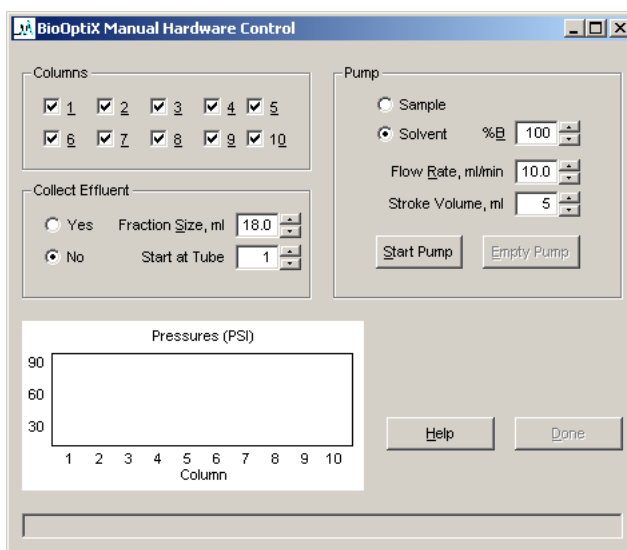 BioOptiX Manual Hardware Control
Columns
1 2 3 4 5
6 7 8 9 10
Collect Effluent
Yes Fraction Size, ml 18.0
No Start at Tube 1
Pump
Sample
Solvent %B 100
Flow Rate, ml/min 10.0
Stroke Volume, ml 5
Start Pump Empty Pump
Pressures (PSI)
90
60
30
1 2 3 4 5 6 7 8 9 10
Column
Help Done